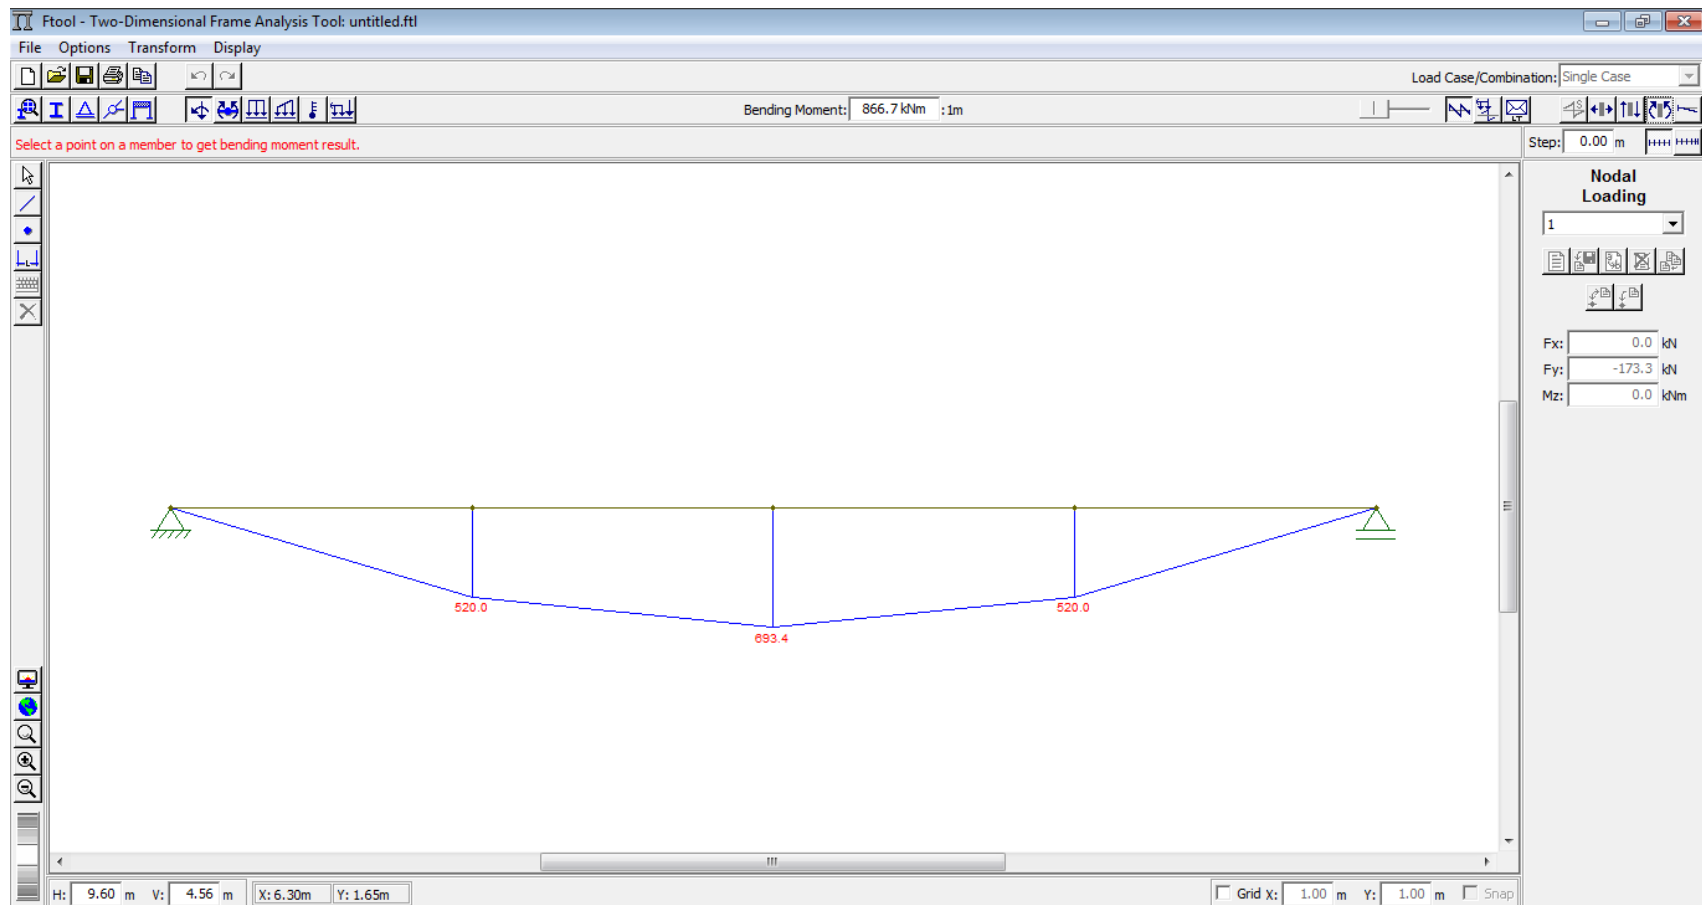 Ftool - Two-Dimensional Frame Analysis Tool: untitled.ftl
File Options Transform Display
Load Case/Combination: Single Case
Bending Moment: 866.7 kNm :1m
Select a point on a member to get bending moment result.
Step: 0.00 m
Nodal
Loading
1
Fx: 0.0 kN
Fy: -173.3 kN
Mz: 0.0 kNm
520.0 520.0
693.4
H: 9.60 m V: 4.56 m X: 6.30m Y: 1.65m Grid X: 1.00 m Y: 1.00 m Snap